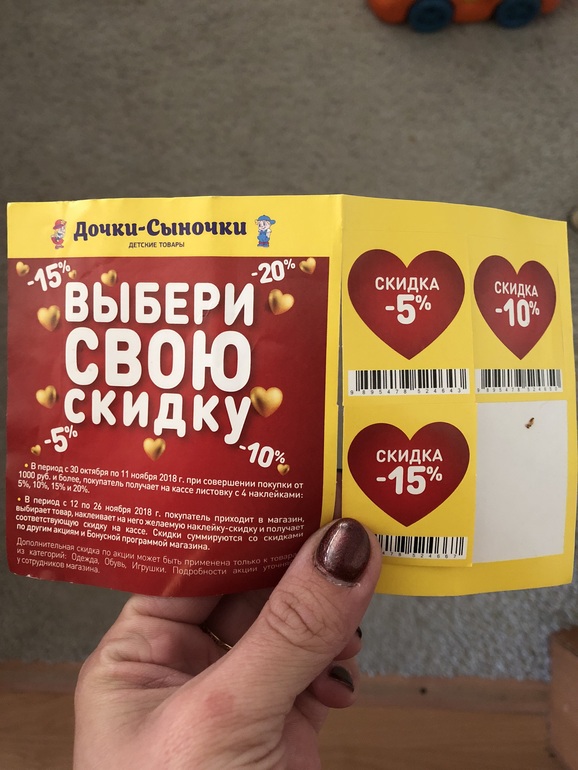 Дочки-Сыночки
ДЕТСКИЕ ТОВАРЫ
-15%
-20%
ВЫБЕРИ
СВОЮ
СКИДКУ
-5%
-10%
• В период с 30 октября по 11 ноября 2018 г. при совершении покупки от
1000 руб. и более, покупатель получает на кассе листовку с 4 наклейками:
5%, 10%, 15% и 20%.
• В период с 12 по 26 ноября 2018 г. покупатель приходит в магазин,
выбирает товар, наклеивает на него желаемую наклейку-скидку и получает
соответствующую скидку на кассе. Скидки суммируются со скидками
по другим акциям и Бонусной программой магазина.
Дополнительная скидка по акции может быть применена только к
из категорий: Одежда, Обувь, Игрушки. Подробности акции
у сотрудников магазина.
СКИДКА
-5%
СКИДКА
-10%
9 895478 524643
СКИДКА
-15%